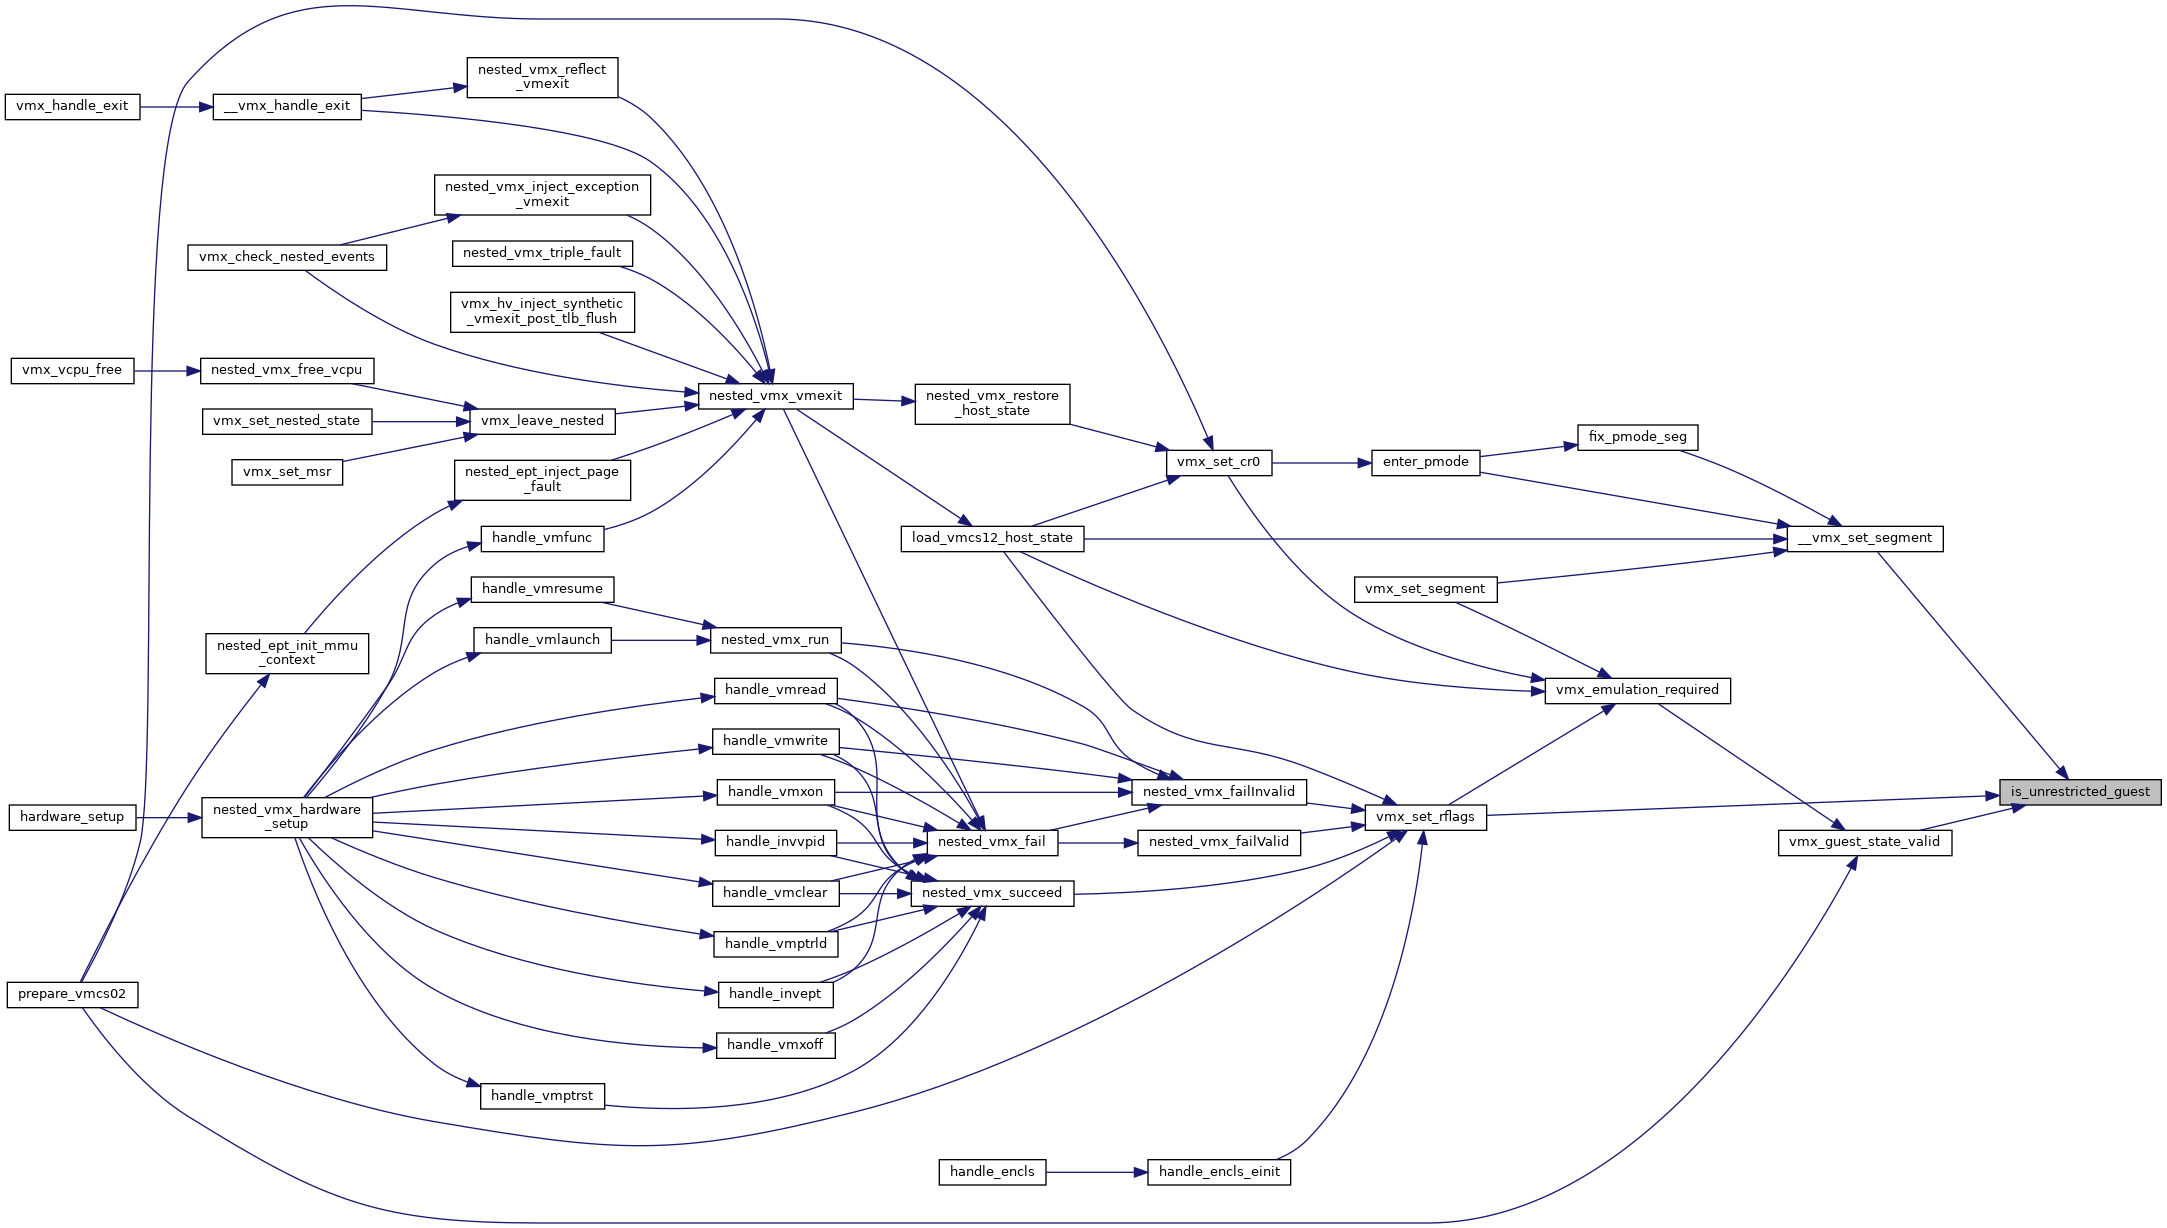 nested_vmx_reflect
_vmexit
vmx_handle_exit
__vmx_handle_exit
nested_vmx_inject_exception
_vmexit
vmx_check_nested_events
nested_vmx_triple_fault
vmx_hv_inject_synthetic
_vmexit_post_tlb_flush
vmx_vcpu_free
nested_vmx_free_vcpu
nested_vmx_vmexit
nested_vmx_restore
_host_state
vmx_set_nested_state
vmx_leave_nested
fix_pmode_seg
vmx_set_msr
nested_ept_inject_page
_fault
vmx_set_cr0
enter_pmode
handle_vmfunc
load_vmcs12_host_state
__vmx_set_segment
handle_vmresume
vmx_set_segment
nested_ept_init_mmu
_context
handle_vmlaunch
nested_vmx_run
handle_vmread
vmx_emulation_required
handle_vmwrite
handle_vmxon
nested_vmx_failInvalid
is_unrestricted_guest
hardware_setup
nested_vmx_hardware
_setup
vmx_set_rflags
handle_invvpid
nested_vmx_fail
nested_vmx_failValid
vmx_guest_state_valid
handle_vmclear
nested_vmx_succeed
handle_vmptrld
prepare_vmcs02
handle_invept
handle_vmxoff
handle_vmptrst
handle_encls
handle_encls_einit